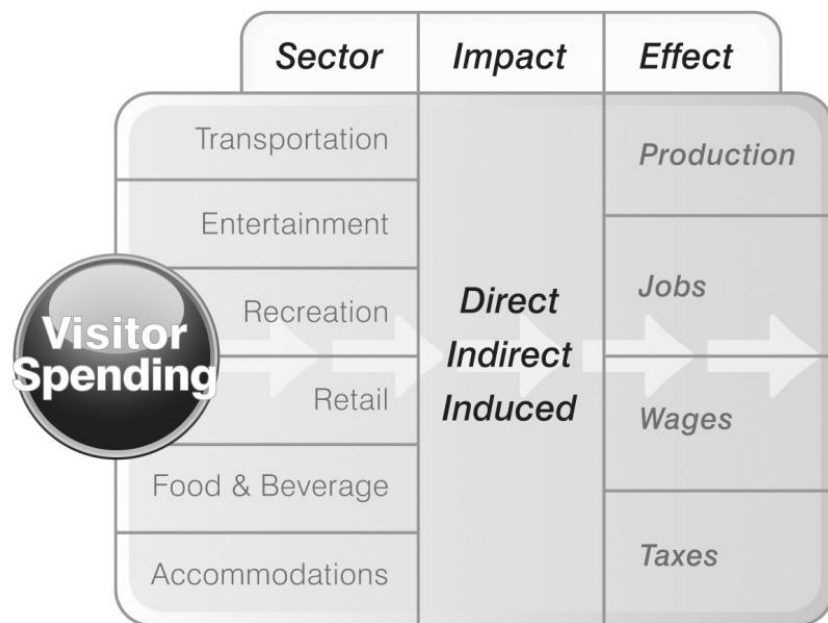 Sector
Impact
Effect
Transportation
Entertainment
Recreation
Retail
Food & Beverage
Accommodations
Visitor
Spending
Direct
Indirect
Induced
Production
Jobs
Wages
Taxes